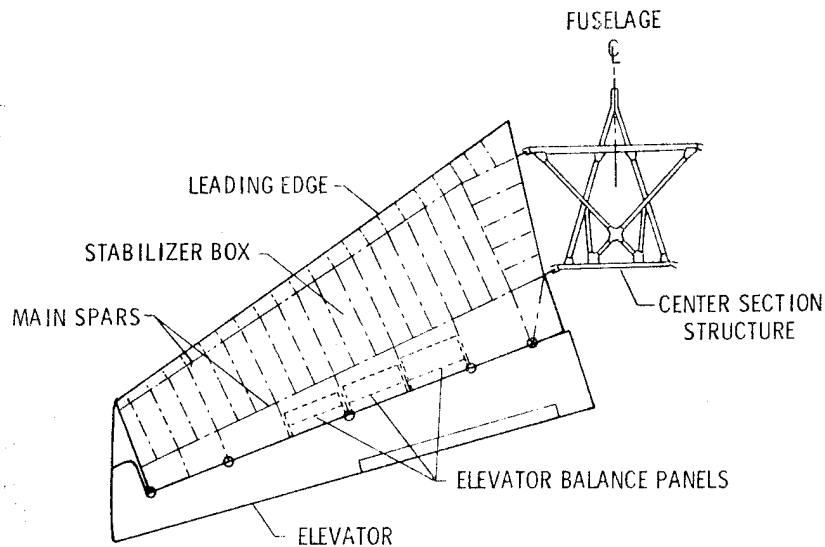 FUSELAGE
℄
LEADING EDGE
STABILIZER BOX
MAIN SPARS
CENTER SECTION
STRUCTURE
ELEVATOR BALANCE PANELS
ELEVATOR